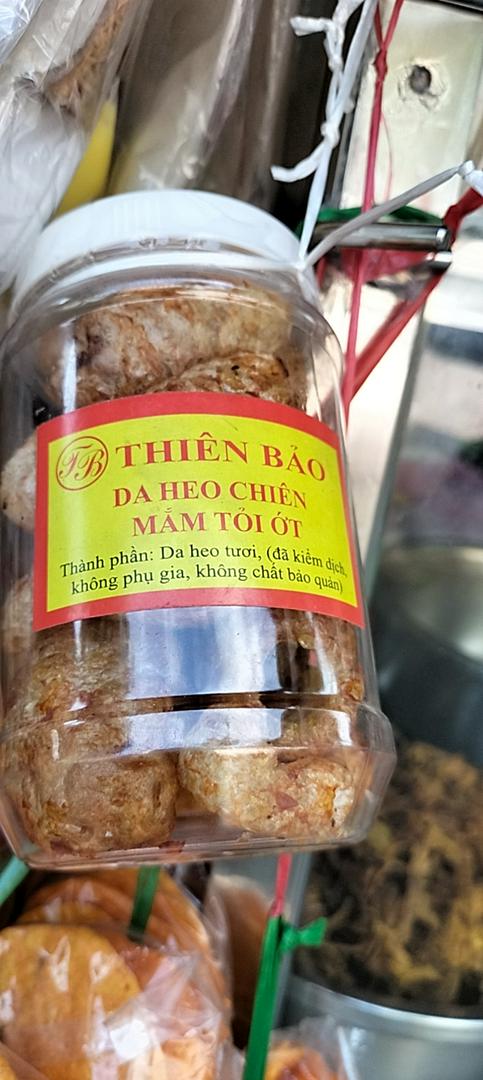 TB THIÊN BẢO
DA HEO CHIÊN
MẮM TỎI ỚT
Thành phần: Da heo tươi, (đã kiểm dịch,
không phụ gia, không chất bảo quản)